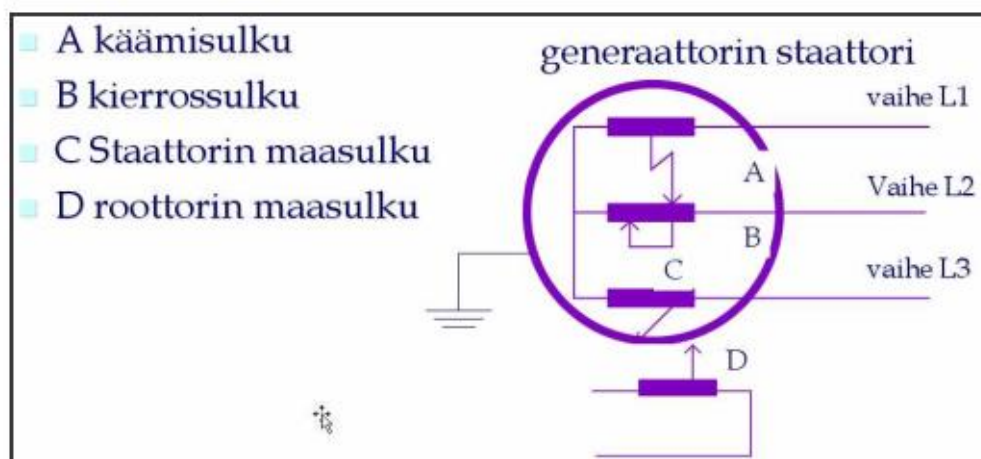 A käämisulku
B kierrossulku
C Staattorin maasulku
D roottorin maasulku
generaattorin staattori
vaihe L1
A
Vaihe L2
B
C
vaihe L3
D